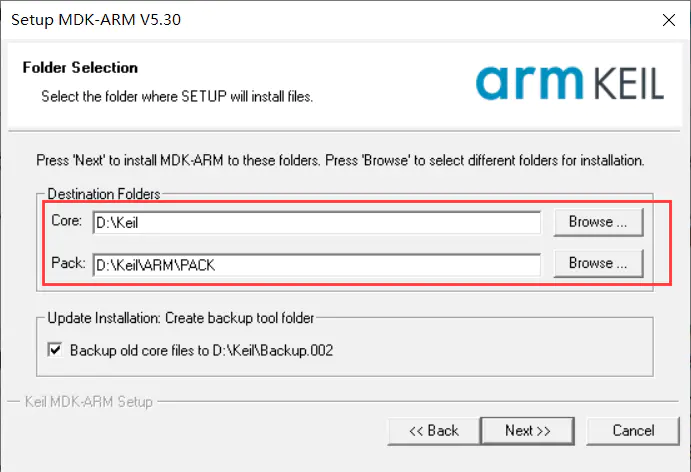 Setup MDK-ARM V5.30
Folder Selection
Select the folder where SETUP will install files.
arm KEIL
Press 'Next' to install MDK-ARM to these folders. Press 'Browse' to select different folders for installation.
Destination Folders
Core: D:\Keil Browse ...
Pack: D:\Keil\ARM\PACK Browse ...
Update Installation: Create backup tool folder
Backup old core files to D:\Keil\Backup.002
Keil MDK-ARM Setup
<< Back Next >> Cancel